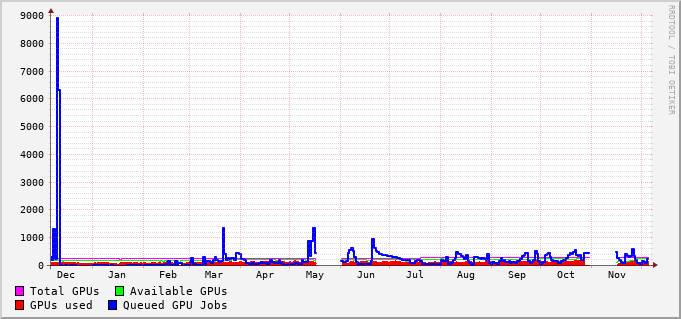 9000
8000
7000
6000
5000
4000
3000
2000
1000
0
Dec Jan Feb Mar Apr May Jun Jul Aug Sep Oct Nov
Total GPUs Available GPUs
GPUs used Queued GPU Jobs
RRDTOOL / TOBI OETIKER